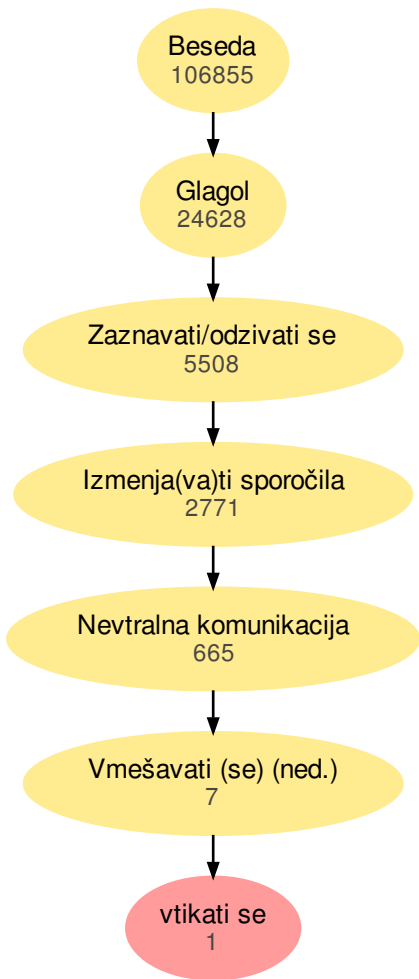 Beseda
106855
Glagol
24628
Zaznavati/odzivati se
5508
Izmenja(va)ti sporočila
2771
Nevtralna komunikacija
665
Vmešavati (se) (ned.)
7
vtikati se
1